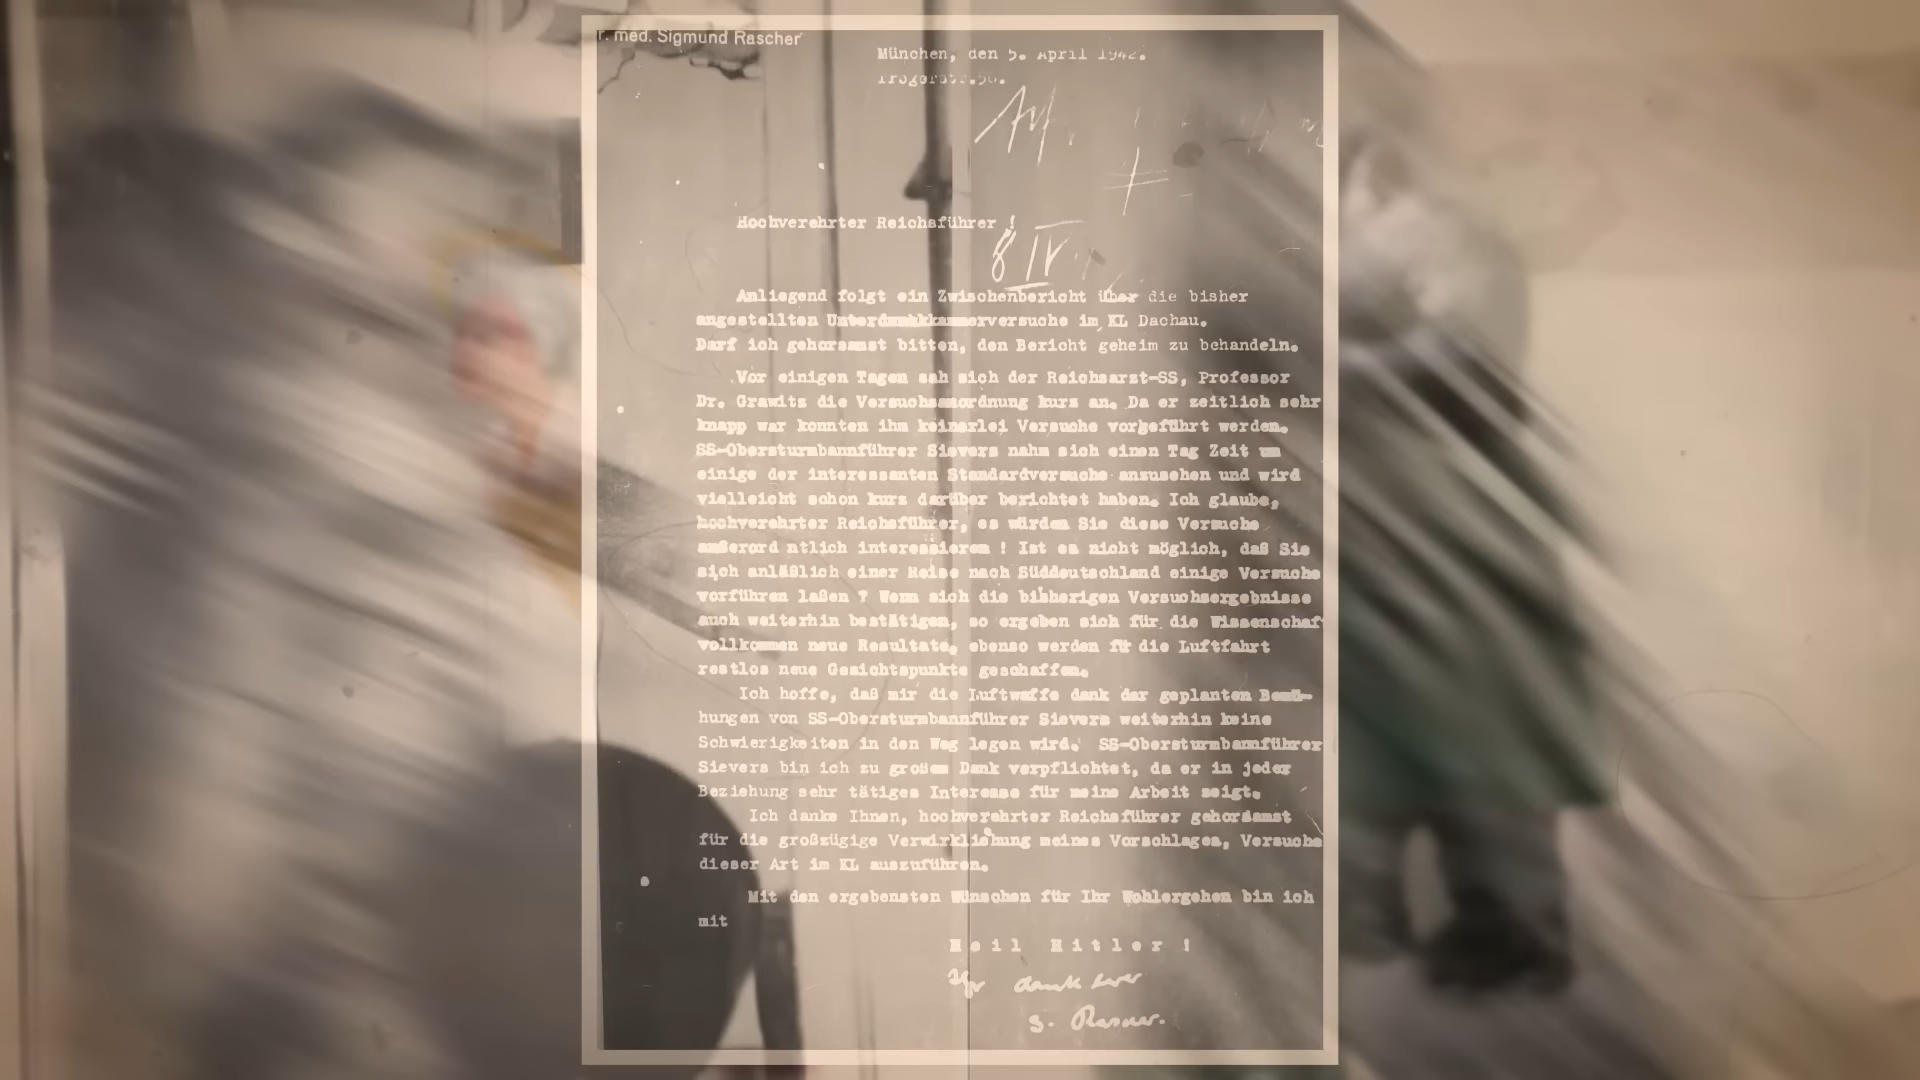 r. med. Sigmund Rascher
München, den 5. April 1942.
Trogerstr.56.
Hochverehrter Reichsführer !
8 IV
Anliegend folgt ein Zwischenbericht über die bisher
angestellten Unterdruckkammerversuche im KL Dachau.
Darf ich gehorsamst bitten, den Bericht geheim zu behandeln.
Vor einigen Tagen sah sich der Reichsarzt-SS, Professor
Dr. Grawitz die Versuchsanordnung kurz an. Da er zeitlich sehr
knapp war konnten ihm keinerlei Versuche vorgeführt werden.
SS-Obersturmbannführer Sievers nahm sich einen Tag Zeit um
einige der interessanten Standardversuche anzusehen und wird
vielleicht schon kurz darüber berichtet haben. Ich glaube,
hochverehrter Reichsführer, es würden Sie diese Versuche
außerord ntlich interessieren ! Ist es nicht möglich, daß Sie
sich anläßlich einer Reise nach Süddeutschland einige Versuche
vorführen laßen ? Wenn sich die bisherigen Versuchsergebnisse
auch weiterhin bestätigen, so ergeben sich für die Wissenschaf
vollkommen neue Resultate, ebenso werden für die Luftfahrt
restlos neue Gesichtspunkte geschaffen.
Ich hoffe, daß mir die Luftwaffe dank der geplanten Bemü-
hungen von SS-Obersturmbannführer Sievers weiterhin keine
Schwierigkeiten in den Weg legen wird. SS-Obersturmbannführer
Sievers bin ich zu großem Dank verpflichtet, da er in jeder
Beziehung sehr tätiges Interesse für meine Arbeit zeigt.
Ich danke Ihnen, hochverehrter Reichsführer gehorsamst
für die großzügige Verwirklichung meines Vorschlages, Versuche
dieser Art im KL auszuführen.
Mit den ergebensten Wünschen für Ihr Wohlergehen bin ich
mit
Heil Hitler !
Ihr dankbarer
S. Rascher.